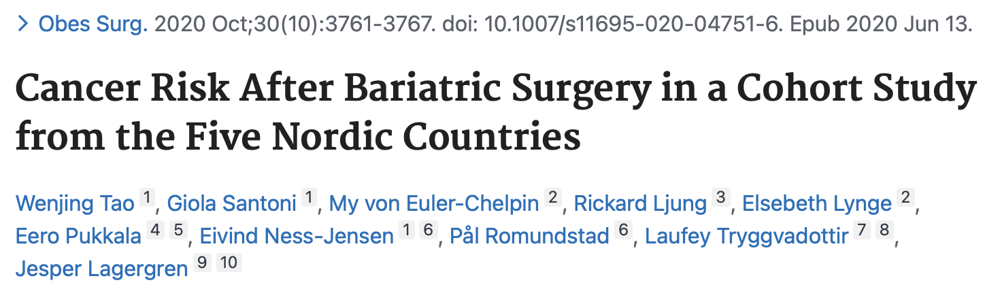 > Obes Surg. 2020 Oct;30(10):3761-3767. doi: 10.1007/s11695-020-04751-6. Epub 2020 Jun 13.
Cancer Risk After Bariatric Surgery in a Cohort Study
from the Five Nordic Countries
Wenjing Tao 1, Giola Santoni 1, My von Euler-Chelpin 2, Rickard Ljung 3, Elsebeth Lynge 2,
Eero Pukkala 4 5, Eivind Ness-Jensen 1 6, Pål Romundstad 6, Laufey Tryggvadottir 7 8,
Jesper Lagergren 9 10